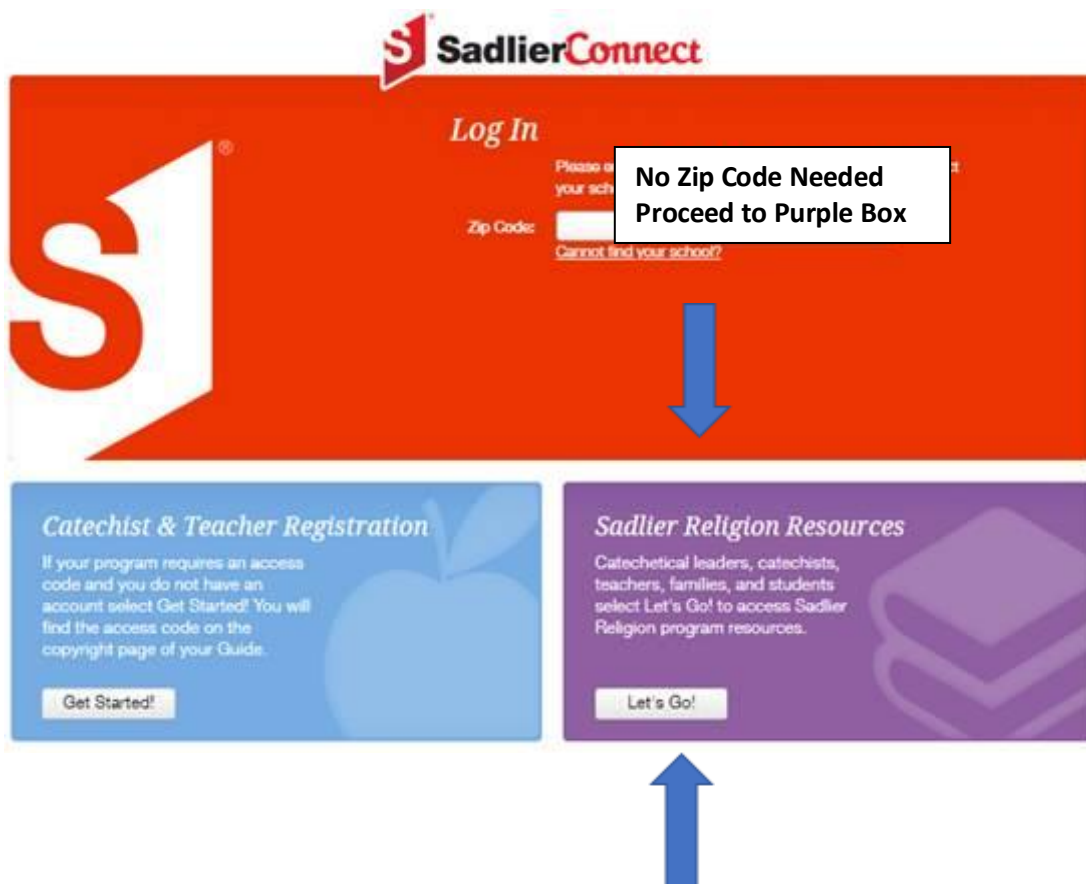 S SadlierConnect
Log In
Please
your
No Zip Code Needed
Proceed to Purple Box
Zip Code:
Cannot find your school?
S ®
Catechist & Teacher Registration
If your program requires an access
code and you do not have an
account select Get Started! You will
find the access code on the
copyright page of your Guide.
Get Started!
Sadlier Religion Resources
Catechetical leaders, catechists,
teachers, families, and students
select Let's Go! to access Sadlier
Religion program resources.
Let's Go!